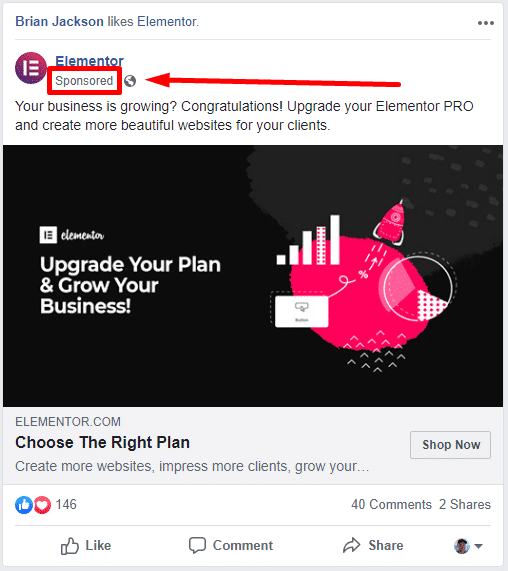 Brian Jackson likes Elementor.
Elementor
Sponsored
Your business is growing? Congratulations! Upgrade your Elementor PRO
and create more beautiful websites for your clients.
elementor
Upgrade Your Plan
& Grow Your
Business!
%
Button
ELEMENTOR.COM
Choose The Right Plan
Shop Now
Create more websites, impress more clients, grow your…
146
40 Comments 2 Shares
Like Comment Share